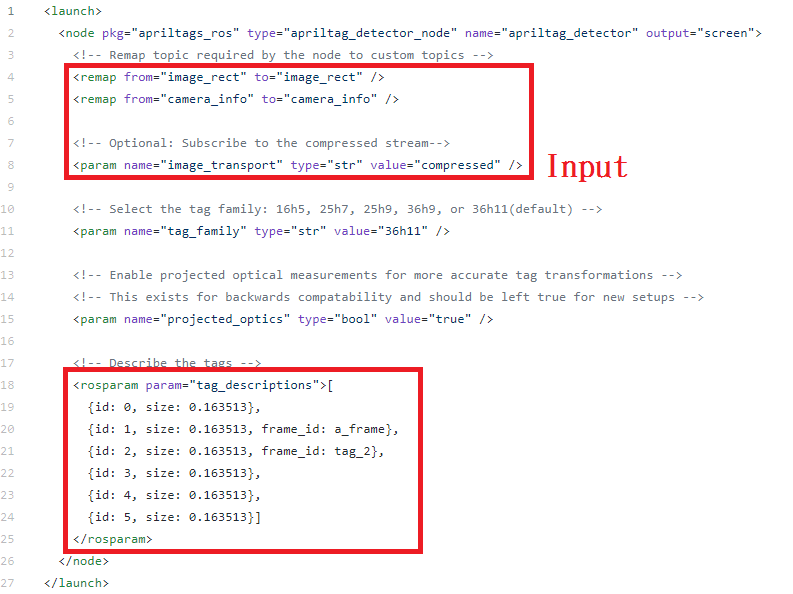 1 <launch>
2 <node pkg="apriltags_ros" type="apriltag_detector_node" name="apriltag_detector" output="screen">
3 <!-- Remap topic required by the node to custom topics -->
4 <remap from="image_rect" to="image_rect" />
5 <remap from="camera_info" to="camera_info" />
6
7 <!-- Optional: Subscribe to the compressed stream-->
8 <param name="image_transport" type="str" value="compressed" />
Input
9
10 <!-- Select the tag family: 16h5, 25h7, 25h9, 36h9, or 36h11(default) -->
11 <param name="tag_family" type="str" value="36h11" />
12
13 <!-- Enable projected optical measurements for more accurate tag transformations -->
14 <!-- This exists for backwards compatability and should be left true for new setups -->
15 <param name="projected_optics" type="bool" value="true" />
16
17 <!-- Describe the tags -->
18 <rosparam param="tag_descriptions">[
19 {id: 0, size: 0.163513},
20 {id: 1, size: 0.163513, frame_id: a_frame},
21 {id: 2, size: 0.163513, frame_id: tag_2},
22 {id: 3, size: 0.163513},
23 {id: 4, size: 0.163513},
24 {id: 5, size: 0.163513}]
25 </rosparam>
26 </node>
27 </launch>